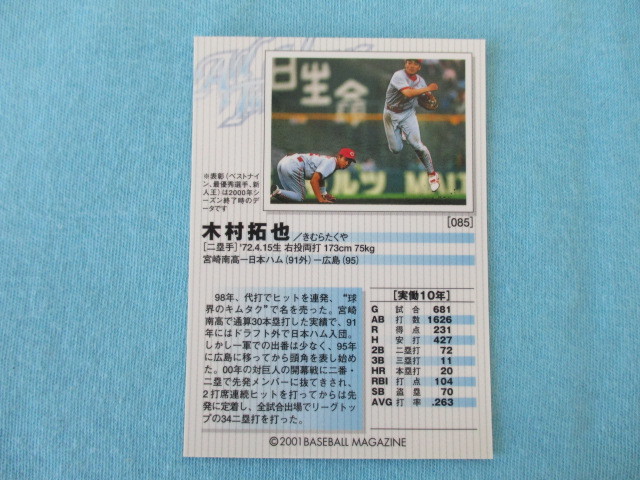 日生命
ルツ
※表彰(ベストナイ
ン、最優秀選手、新
人王)は2000年シ
ーズン終了時のデ
ータです
[085]
木村拓也/きむらたくや
[二塁手]'72.4.15生 右投両打 173cm 75kg
宮崎南高ー日本ハム(91外)ー広島(95)
98年、代打でヒットを連発、“球
界のキムタク”で名を売った。宮崎
南高で通算30本塁打した実績で、91
年にはドラフト外で日本ハム入団。
しかし一軍での出番は少なく、95年
に広島に移ってから頭角を表し始め
た。00年の対巨人の開幕戦に二番・
二塁で先発メンバーに抜てきされ、
2打席連続ヒットを打ってからは先
発に定着し、全試合出場でリーグトッ
プの34二塁打を打った。
[実働10年]
G 試合 681
AB 打数 1626
R 得点 231
H 安打 427
2B 二塁打 72
3B 三塁打 11
HR 本塁打 20
RBI 打点 104
SB 盗塁 70
AVG 打率 .263
©2001BASEBALL MAGAZINE